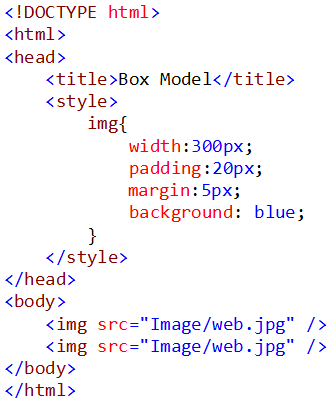 <!DOCTYPE html>
<html>
<head>
    <title>Box Model</title>
    <style>
        img{
            width:300px;
            padding:20px;
            margin:5px;
            background: blue;
        }
    </style>
</head>
<body>
    <img src="Image/web.jpg" />
    <img src="Image/web.jpg" />
</body>
</html>